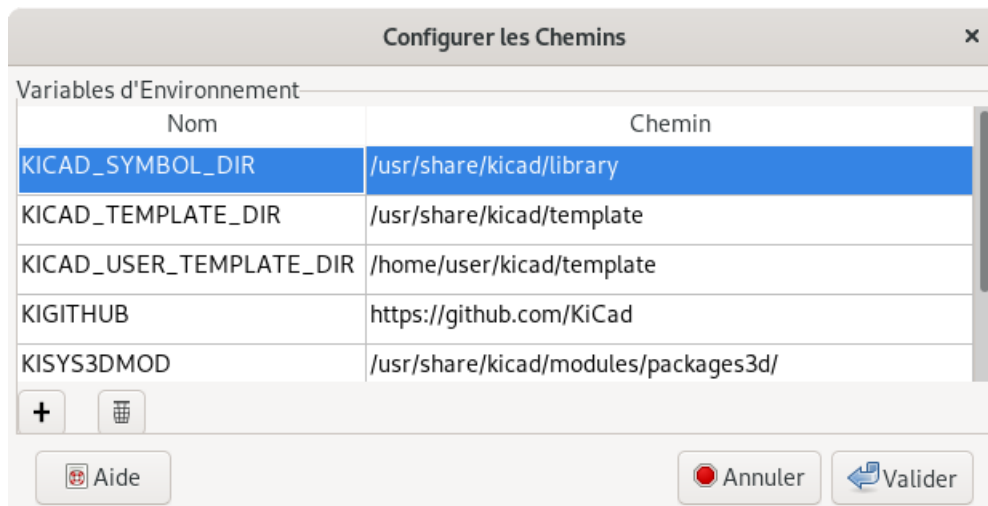 Configurer les Chemins
Variables d'Environnement
Nom Chemin
KICAD_SYMBOL_DIR /usr/share/kicad/library
KICAD_TEMPLATE_DIR /usr/share/kicad/template
KICAD_USER_TEMPLATE_DIR /home/user/kicad/template
KIGITHUB https://github.com/KiCad
KISYS3DMOD /usr/share/kicad/modules/packages3d/
Aide Annuler Valider